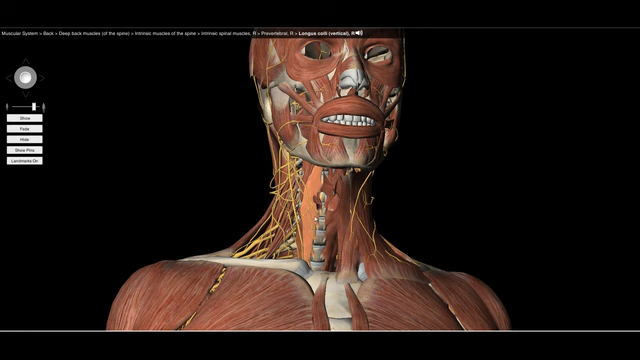 Muscular System > Back > Deep back muscles (of the spine) > Intrinsic muscles of the spine > Intrinsic spinal muscles, R > Prevertebral, R > Longus colli (vertical), R
Show
Fade
Hide
Show Pins
Landmarks On